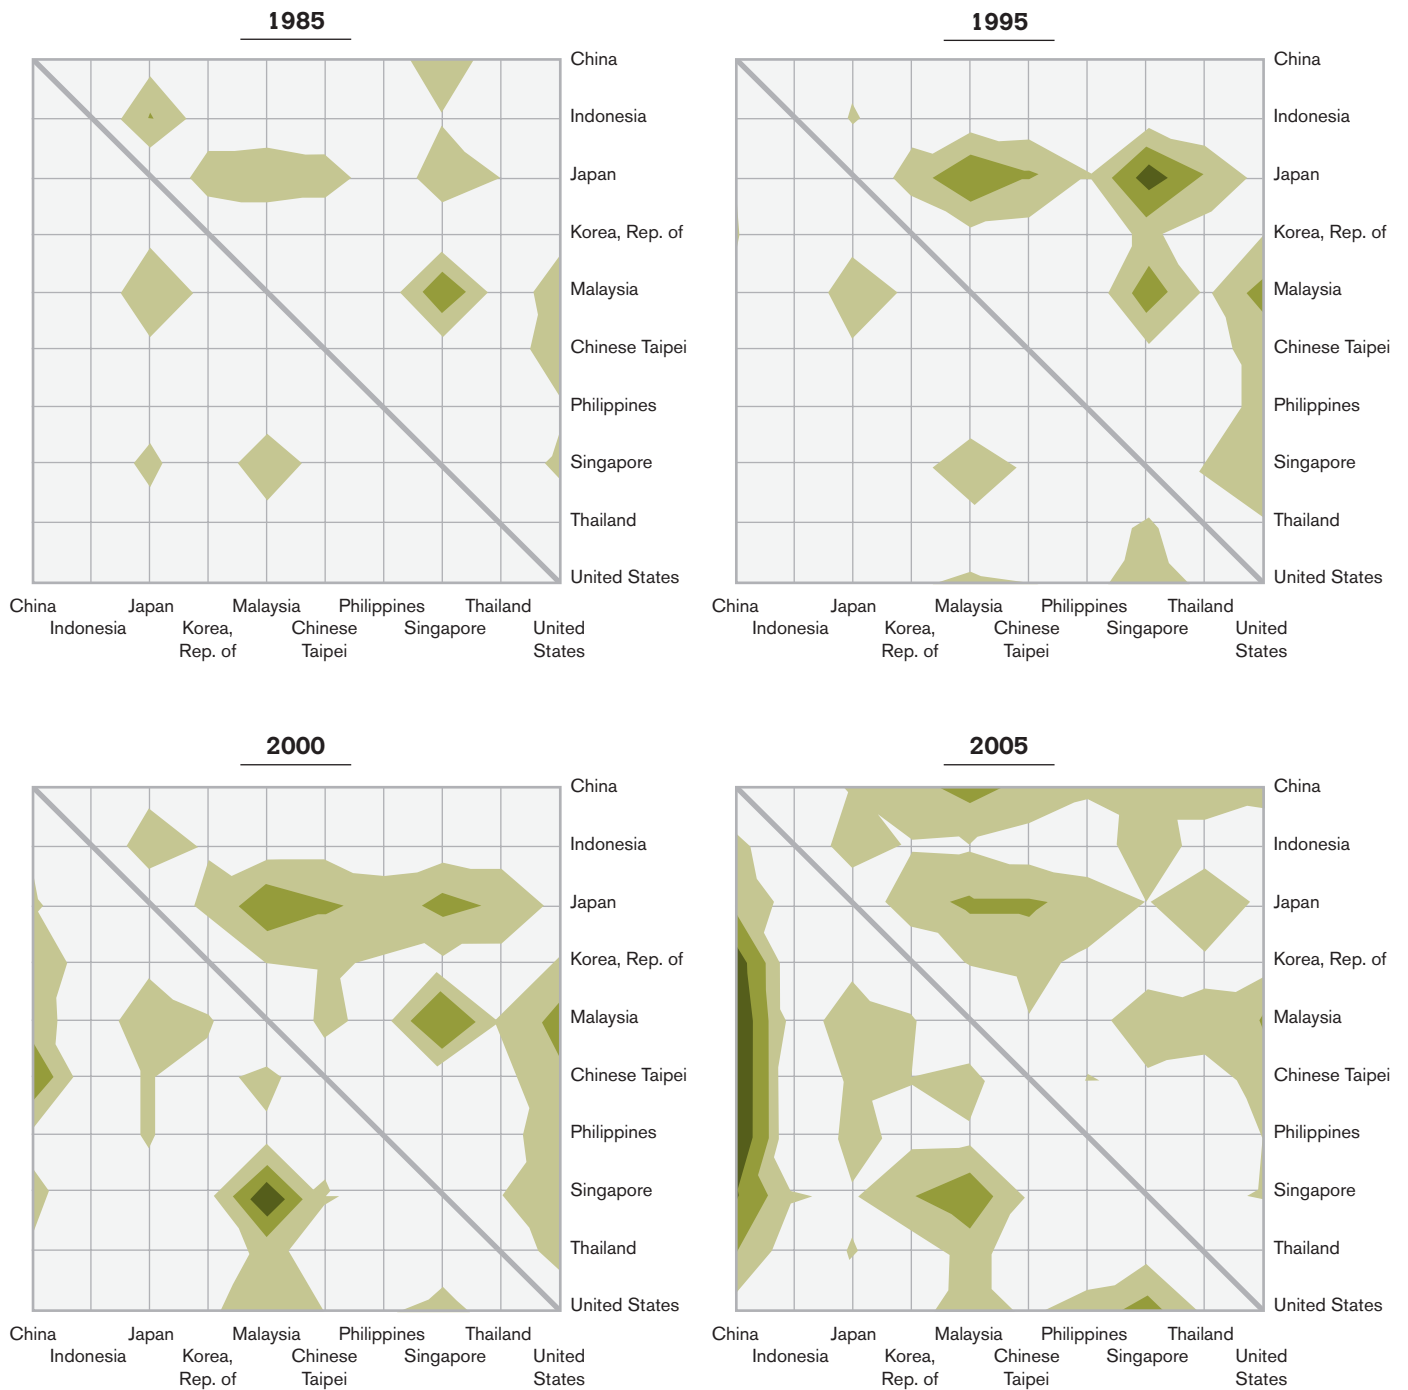 1985
China
Indonesia
Japan
Korea, Rep. of
Malaysia
Chinese Taipei
Philippines
Singapore
Thailand
United States
China
Japan
Malaysia
Philippines
Thailand
Indonesia
Korea,
Chinese
Singapore
United
Rep. of
Taipei
States
1995
China
Indonesia
Japan
Korea, Rep. of
Malaysia
Chinese Taipei
Philippines
Singapore
Thailand
United States
China
Japan
Malaysia
Philippines
Thailand
Indonesia
Korea,
Chinese
Singapore
United
Rep. of
Taipei
States
2000
China
Indonesia
Japan
Korea, Rep. of
Malaysia
Chinese Taipei
Philippines
Singapore
Thailand
United States
China
Japan
Malaysia
Philippines
Thailand
Indonesia
Korea,
Chinese
Singapore
United
Rep. of
Taipei
States
2005
China
Indonesia
Japan
Korea, Rep. of
Malaysia
Chinese Taipei
Philippines
Singapore
Thailand
United States
China
Japan
Malaysia
Philippines
Thailand
Indonesia
Korea,
Chinese
Singapore
United
Rep. of
Taipei
States